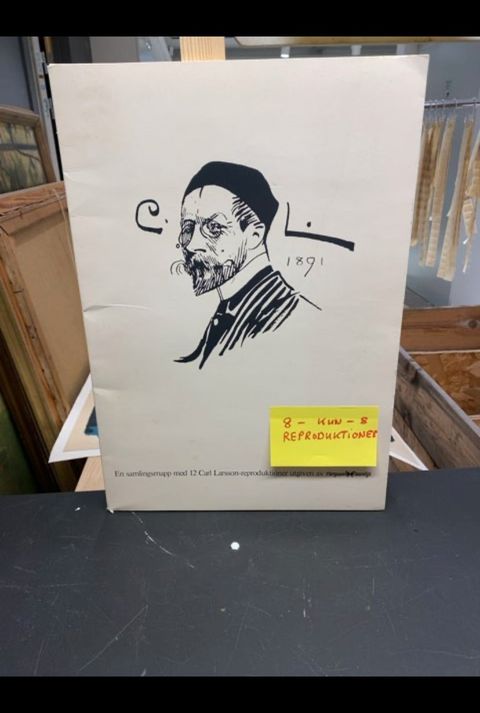 C. L.
1891
8 - KUN - 8
REPRODUKTIONER
En samlingsmapp med 12 Carl Larsson-reproduktioner utgiven av